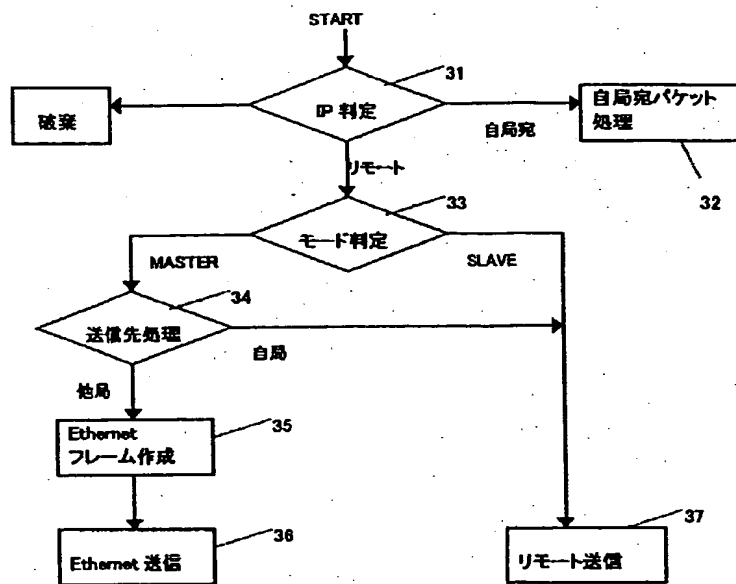 START
31
IP 判定
破棄
自局宛
自局宛パケット
処理
32
リモート
33
モード判定
MASTER
SLAVE
34
送信先処理
自局
他局
35
Ethernet
フレーム作成
36
Ethernet 送信
37
リモート送信